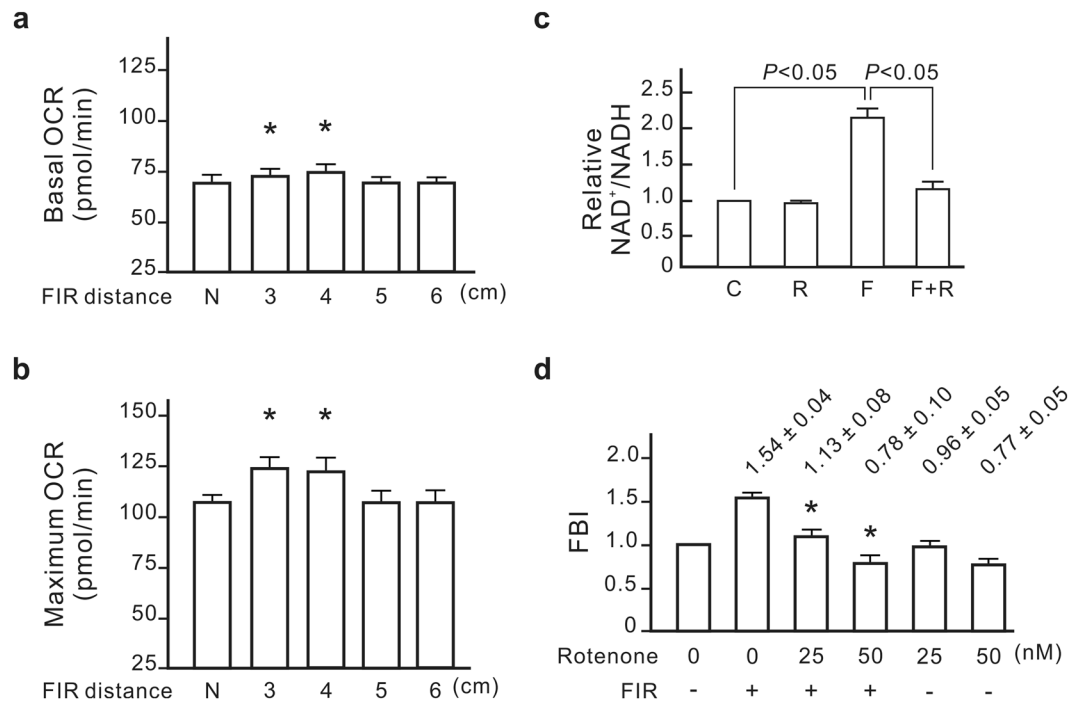 a
Basal OCR
(pmol/min)
125
100
75
50
25
* *
FIR distance N 3 4 5 6 (cm)
b
Maximum OCR
(pmol/min)
150
125
100
75
50
25
* *
FIR distance N 3 4 5 6 (cm)
c
Relative
NAD⁺/NADH
P<0.05 P<0.05
2.5
2.0
1.5
1.0
0.5
0
C R F F+R
d
1.54 ± 0.04
1.13 ± 0.08
0.78 ± 0.10
0.96 ± 0.05
0.77 ± 0.05
FBI
2.0
1.5
1.0
0.5
0
* *
Rotenone 0 0 25 50 25 50 (nM)
FIR - + + + - -